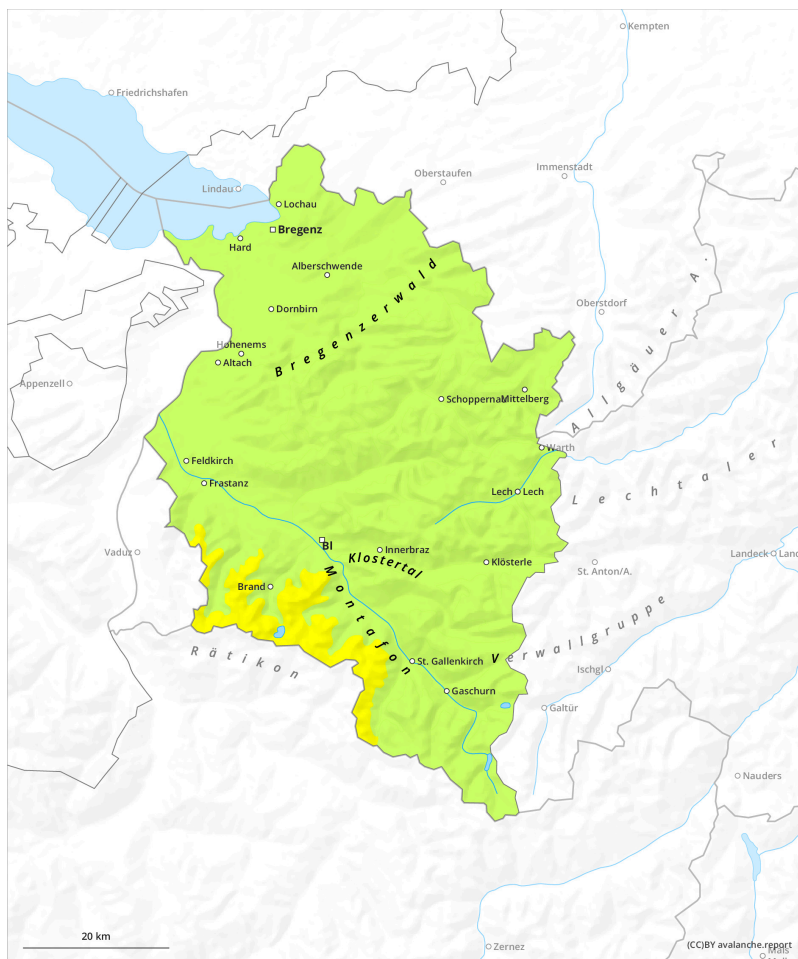 Kempten
Friedrichshafen
Immenstadt
Oberstaufen
Lindau
Lochau
Bregenz
Hard
Alberschwende
Bregenzerwald
Allgäuer A.
Oberstdorf
Dornbirn
Hohenems
Altach
Appenzell
Mittelberg
Warth
Lechtaler
Feldkirch
Frastanz
Lech
Lech
Vaduz
Innerbraz
Klostertal
Klösterle
Landeck
St. Anton/A.
Brand
Montafon
Verwallgruppe
Rätikon
St. Gallenkirch
Ischgl
Gaschurn
Galtür
Nauders
20 km
Zernez
(CC)BY avalanche.report